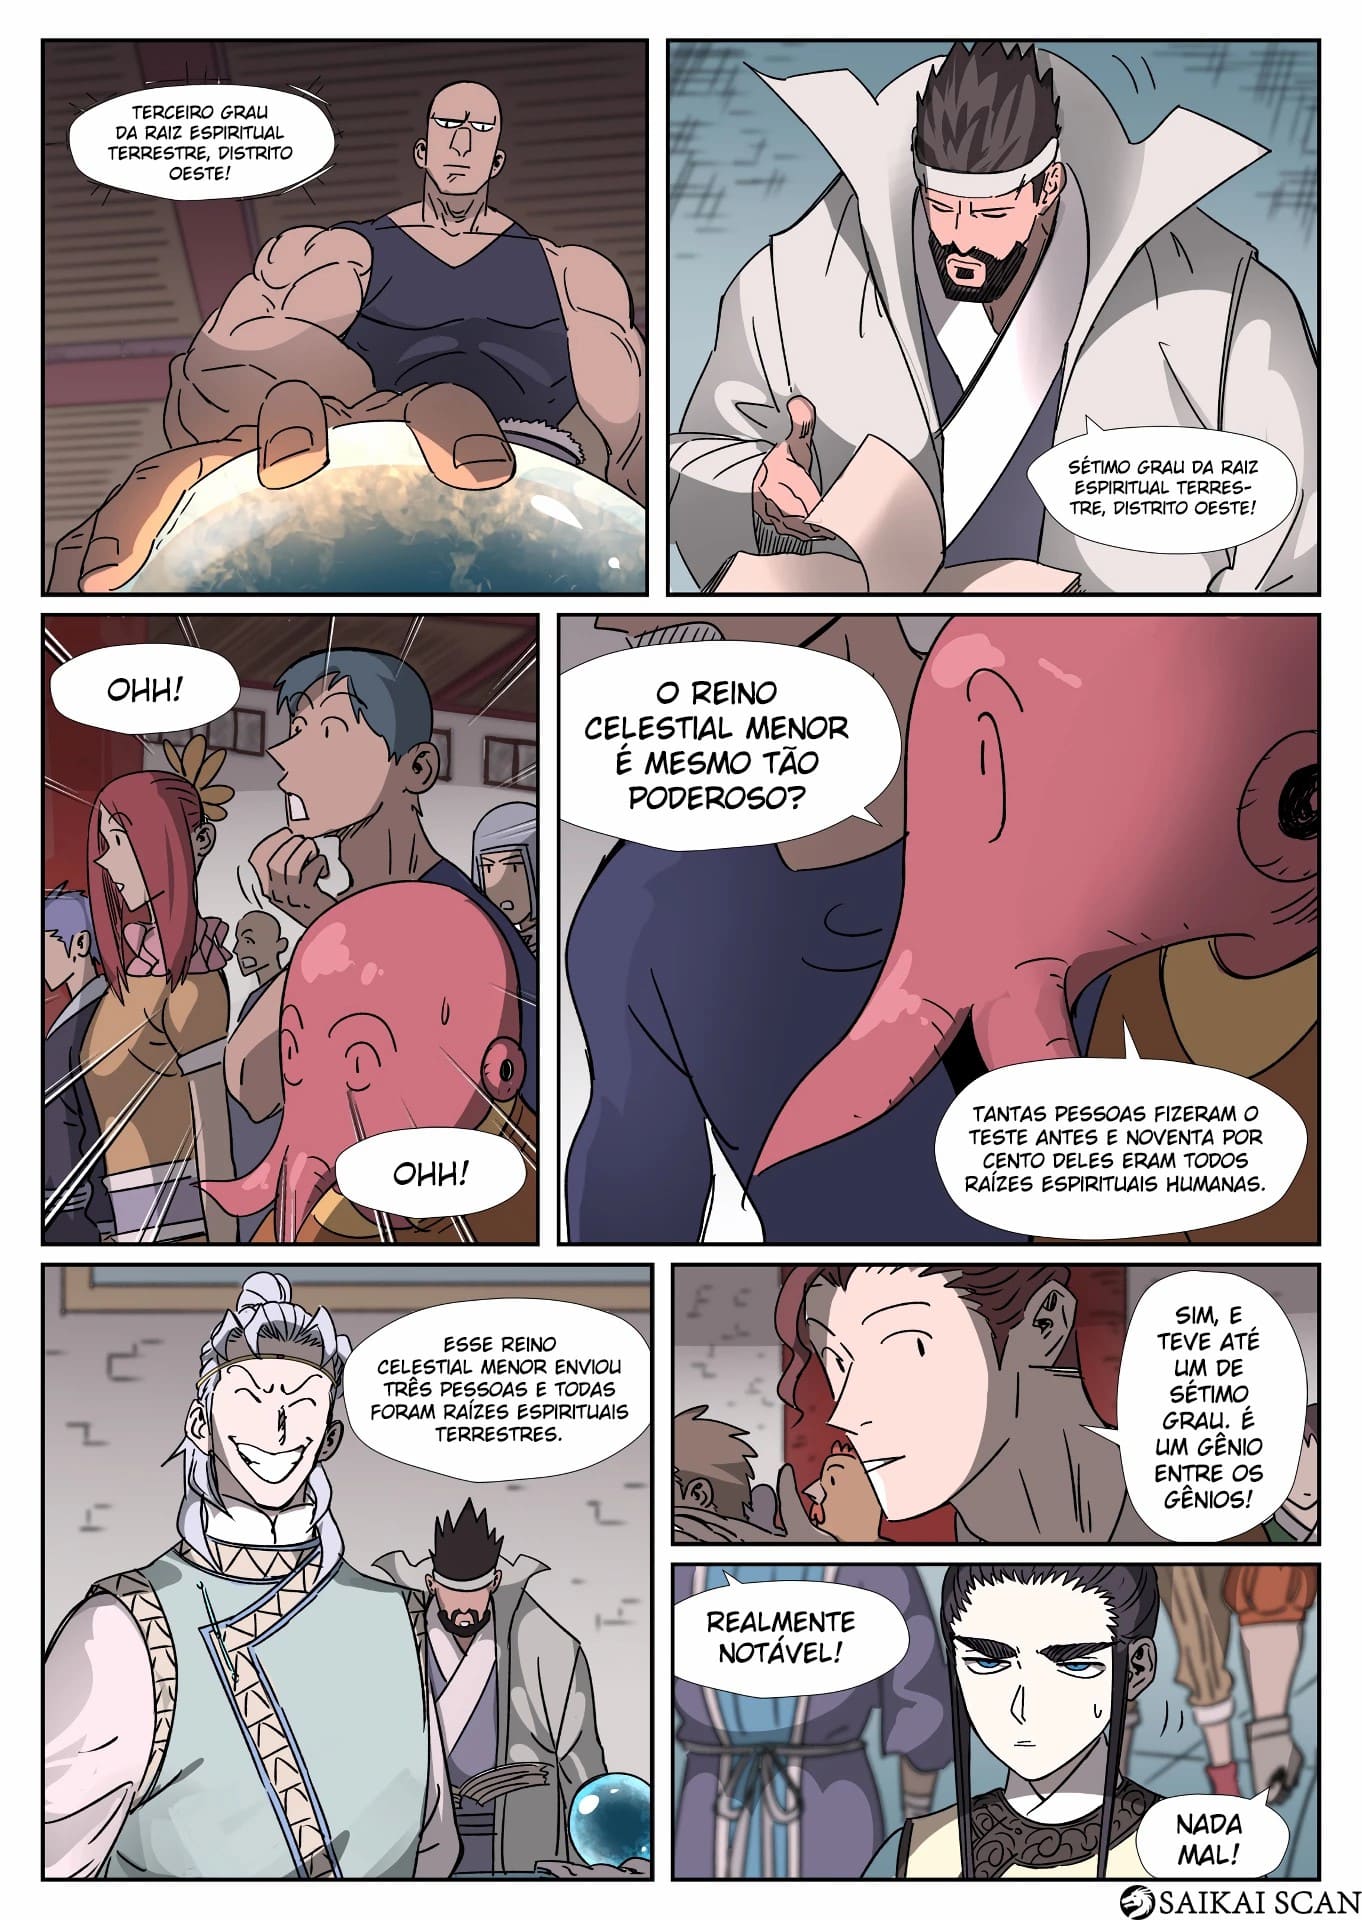 TERCEIRO GRAU
DA RAIZ ESPIRITUAL
TERRESTRE, DISTRITO
OESTE!
SÉTIMO GRAU DA RAIZ
ESPIRITUAL TERRES-
TRE, DISTRITO OESTE!
OHH!
OHH!
O REINO
CELESTIAL MENOR
É MESMO TÃO
PODEROSO?
TANTAS PESSOAS FIZERAM O
TESTE ANTES E NOVENTA POR
CENTO DELES ERAM TODOS
RAÍZES ESPIRITUAIS HUMANAS.
ESSE REINO
CELESTIAL MENOR ENVIOU
TRÊS PESSOAS E TODAS
FORAM RAÍZES ESPIRITUAIS
TERRESTRES.
SIM, E
TEVE ATÉ
UM DE
SÉTIMO
GRAU. É
UM GÊNIO
ENTRE OS
GÊNIOS!
REALMENTE
NOTÁVEL!
NADA
MAL!
SAIKAI SCAN